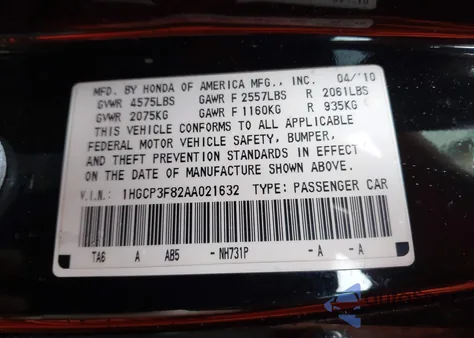 MFD. BY HONDA OF AMERICA MFG., INC. 04/10
GVWR 4575LBS GAWR F 2557LBS R 2061LBS
GVWR 2075KG GAWR F 1160KG R 935KG
THIS VEHICLE CONFORMS TO ALL APPLICABLE
FEDERAL MOTOR VEHICLE SAFETY, BUMPER,
AND THEFT PREVENTION STANDARDS IN EFFECT
ON THE DATE OF MANUFACTURE SHOWN ABOVE.
V.I.N. 1HGCP3F82AA021632 TYPE: PASSENGER CAR
TA6 A AB5 - NH731P - A - A